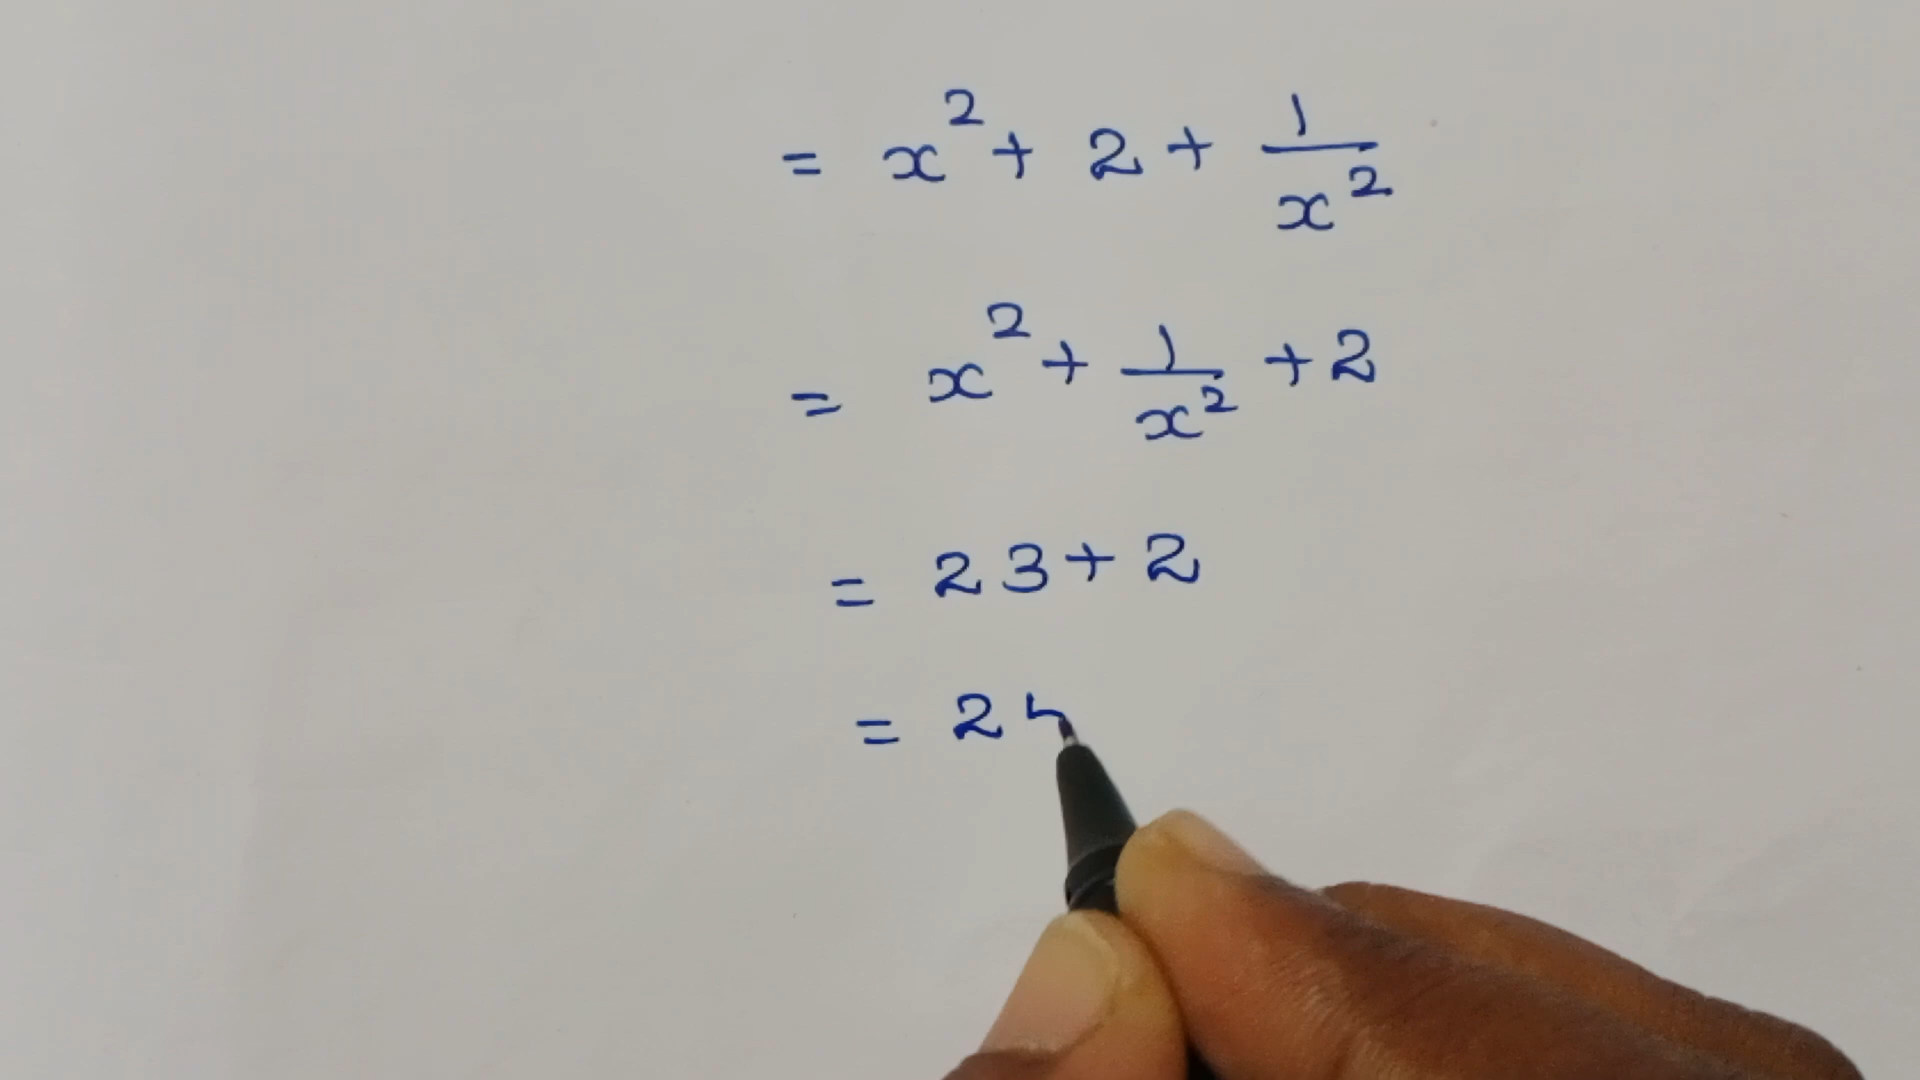 = x² + 2 + 1/x²
= x² + 1/x² + 2
= 23 + 2
= 2